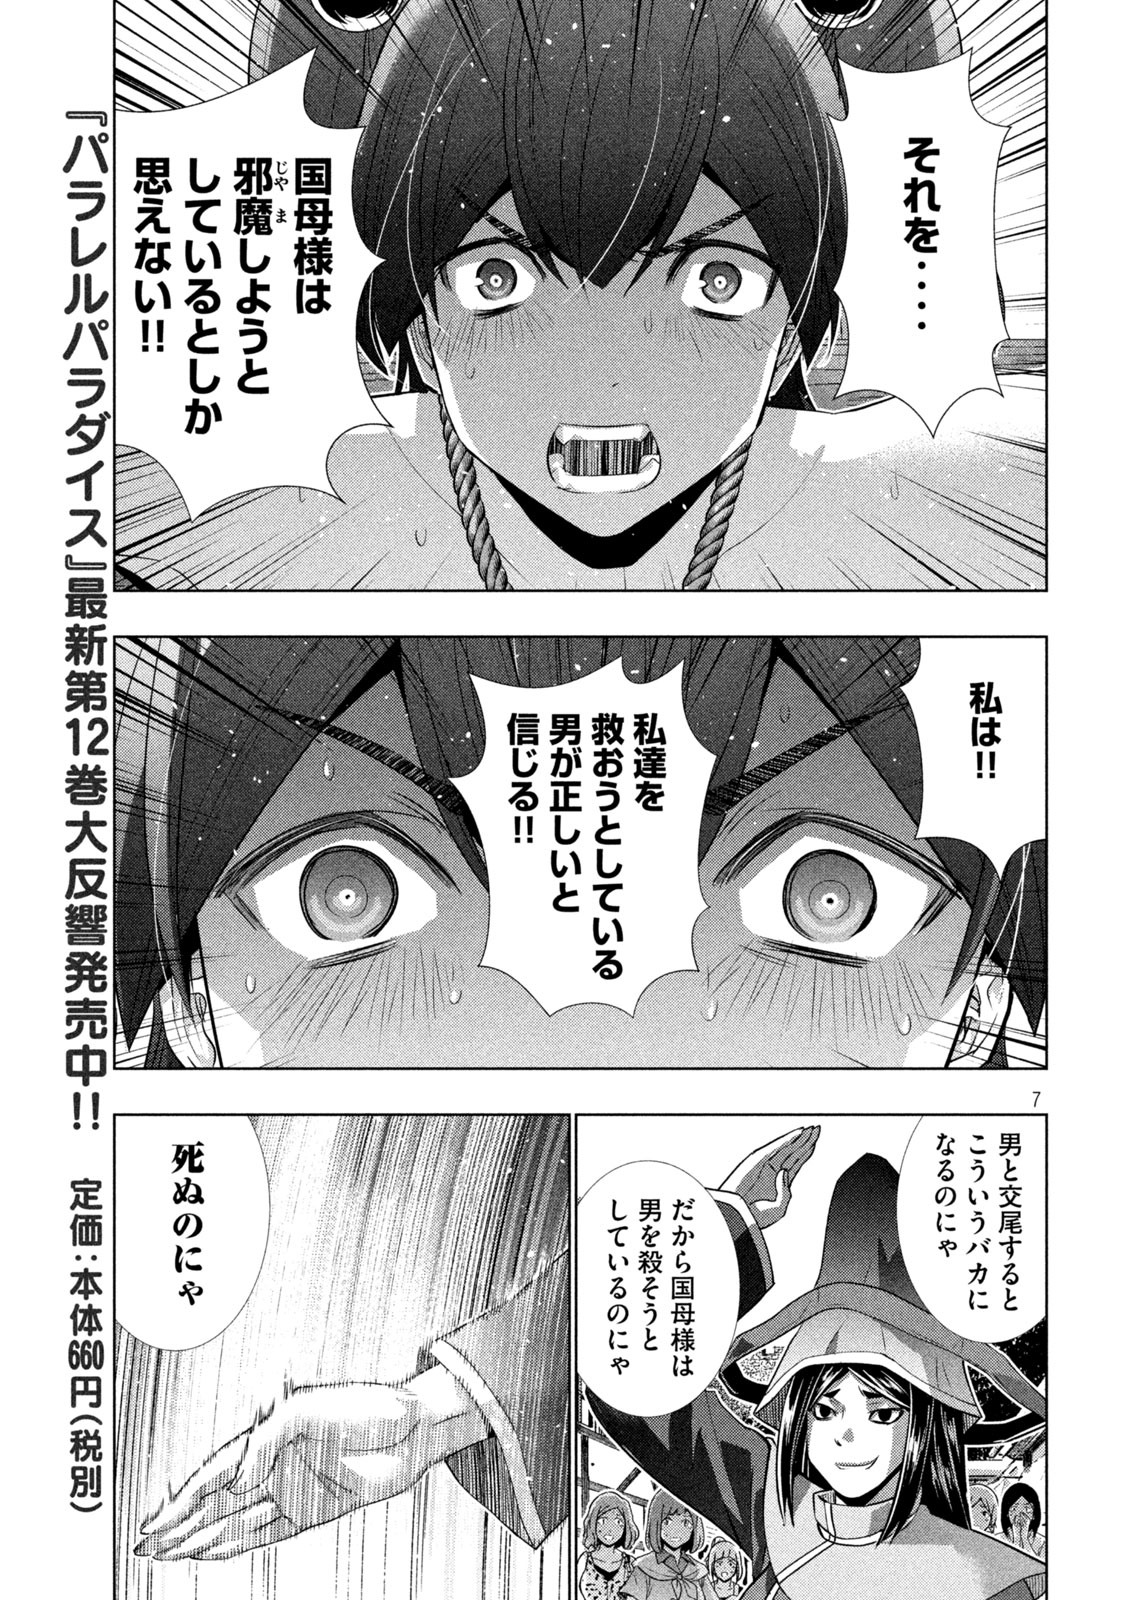 それを‥‥
国母様は
邪魔しようと
じゃま
しているとしか
思えない!!
私は!!
私達を
救おうとしている
男が正しいと
信じる!!
7
男と交尾すると
こういうバカに
なるのにゃ
だから国母様は
男を殺そうと
しているのにゃ
死ぬのにゃ
『パラレルパラダイス』最新第12巻大反響発売中!! 定価:本体660円(税別)